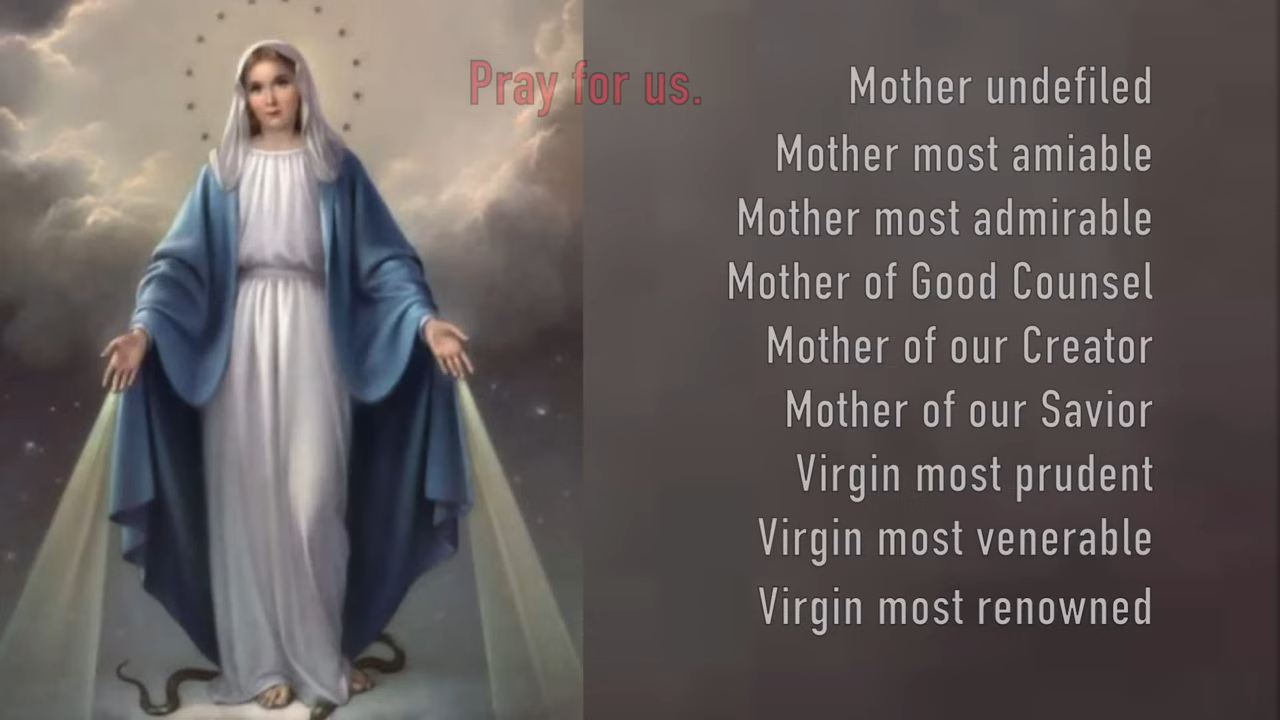 Pray for us. Mother undefiled
Mother most amiable
Mother most admirable
Mother of Good Counsel
Mother of our Creator
Mother of our Savior
Virgin most prudent
Virgin most venerable
Virgin most renowned